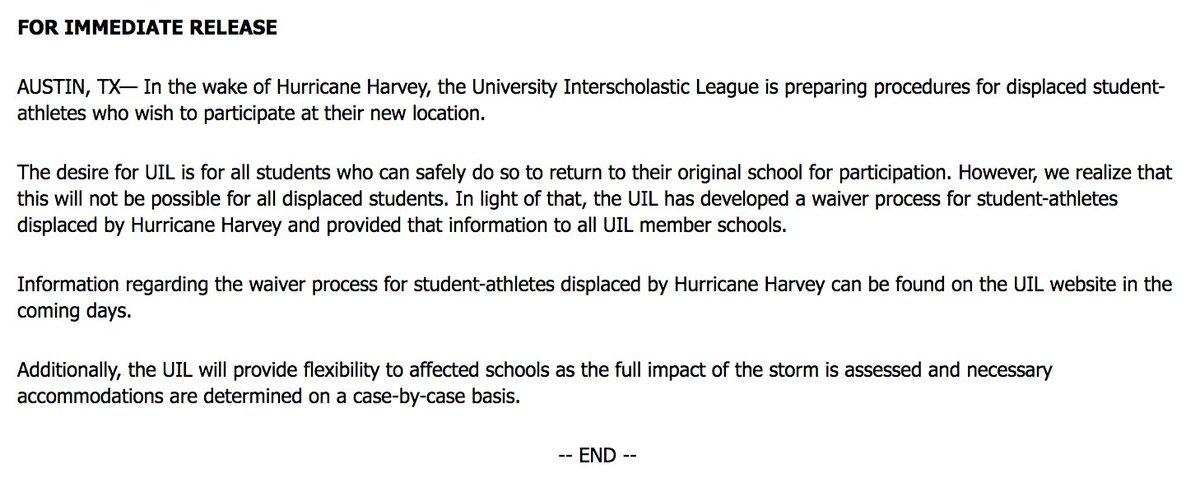 FOR IMMEDIATE RELEASE
AUSTIN, TX— In the wake of Hurricane Harvey, the University Interscholastic League is preparing procedures for displaced student-
athletes who wish to participate at their new location.
The desire for UIL is for all students who can safely do so to return to their original school for participation. However, we realize that
this will not be possible for all displaced students. In light of that, the UIL has developed a waiver process for student-athletes
displaced by Hurricane Harvey and provided that information to all UIL member schools.
Information regarding the waiver process for student-athletes displaced by Hurricane Harvey can be found on the UIL website in the
coming days.
Additionally, the UIL will provide flexibility to affected schools as the full impact of the storm is assessed and necessary
accommodations are determined on a case-by-case basis.
-- END --